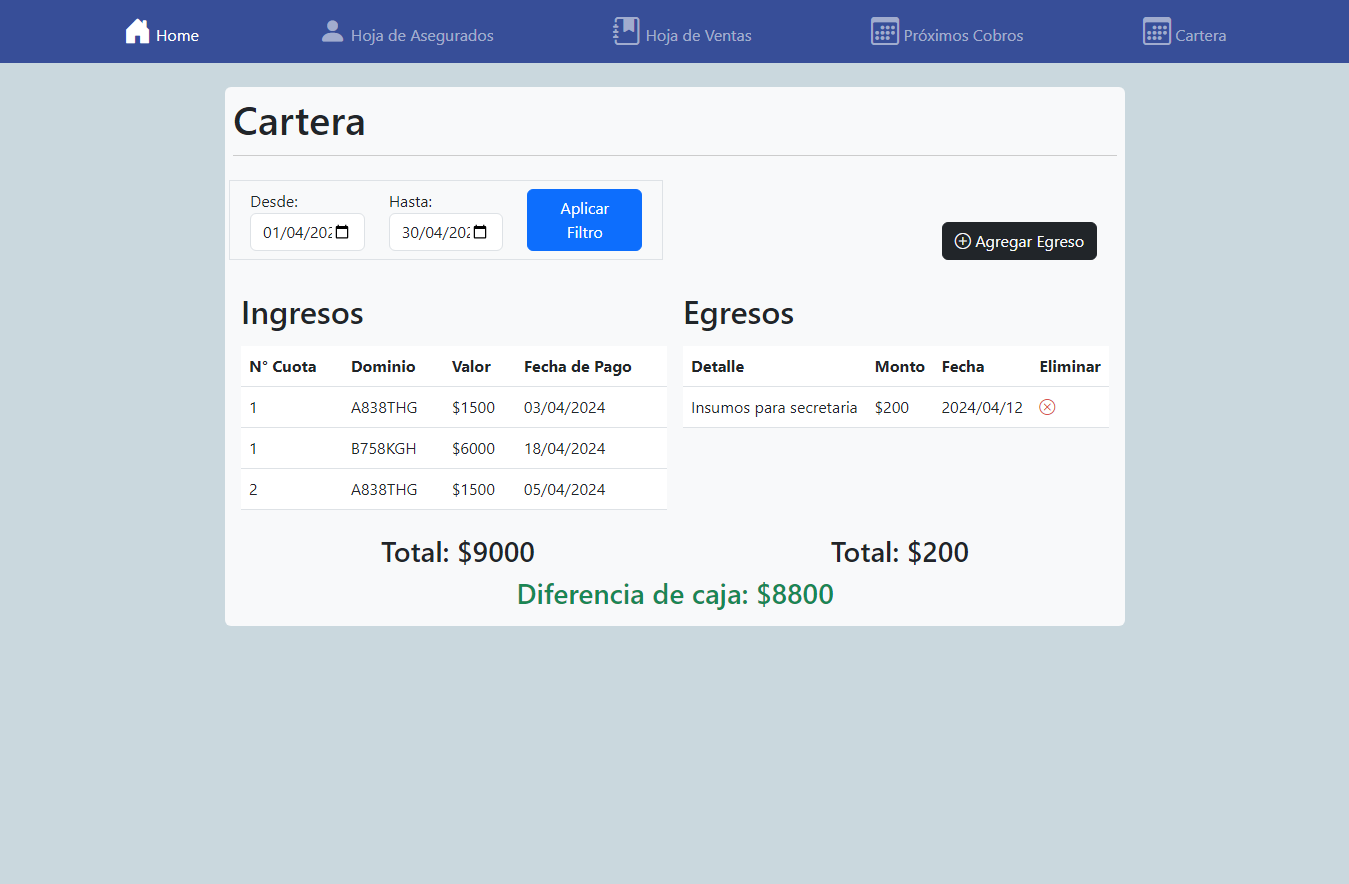 Home Hoja de Asegurados Hoja de Ventas Próximos Cobros Cartera
Cartera
Desde: Hasta:
01/04/202 30/04/202
Aplicar
Filtro
Agregar Egreso
Ingresos
N° Cuota Dominio Valor Fecha de Pago
1 A838THG $1500 03/04/2024
1 B758KGH $6000 18/04/2024
2 A838THG $1500 05/04/2024
Total: $9000
Egresos
Detalle Monto Fecha Eliminar
Insumos para secretaria $200 2024/04/12
Total: $200
Diferencia de caja: $8800